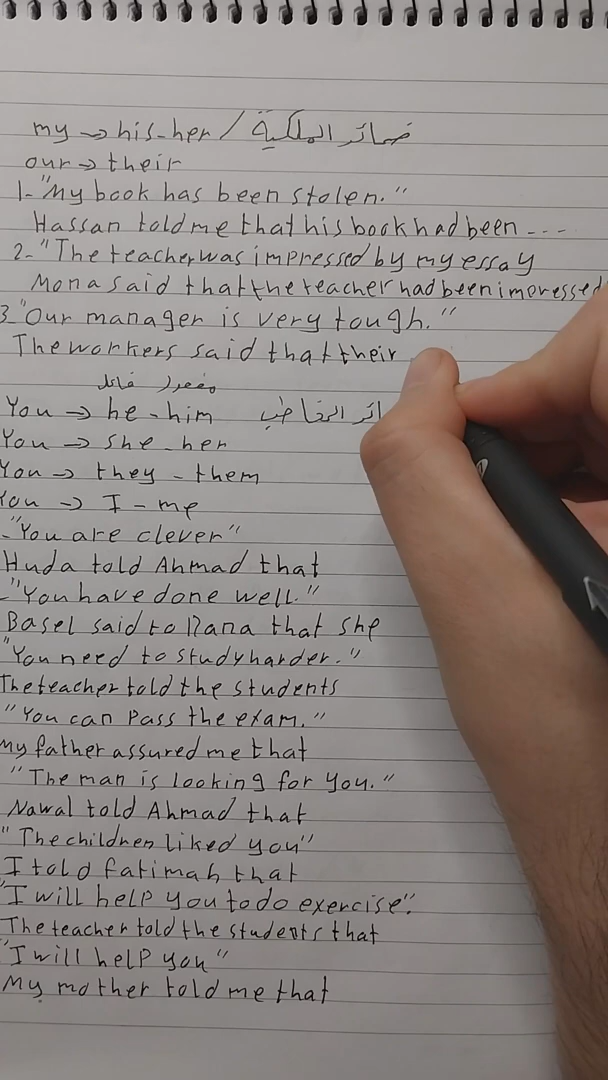 my → his-her / ضمائر الملكية
our → their
1- "My book has been stolen."
Hassan told me that his book had been ---
2- "The teacher was impressed by my essay
Mona said that the teacher had been impressed
3- "Our manager is very tough."
The workers said that their
مفعول فاعل
You → he - him
You → she - her
You → they - them
You → I - me
- "You are clever"
Huda told Ahmad that
- "You have done well."
Basel said to Rana that she
"You need to study harder."
The teacher told the students
"You can pass the exam."
My father assured me that
"The man is looking for you."
Nawal told Ahmad that
"The children liked you"
I told fatimah that
"I will help you to do exercise".
The teacher told the students that
"I will help you"
My mother told me that